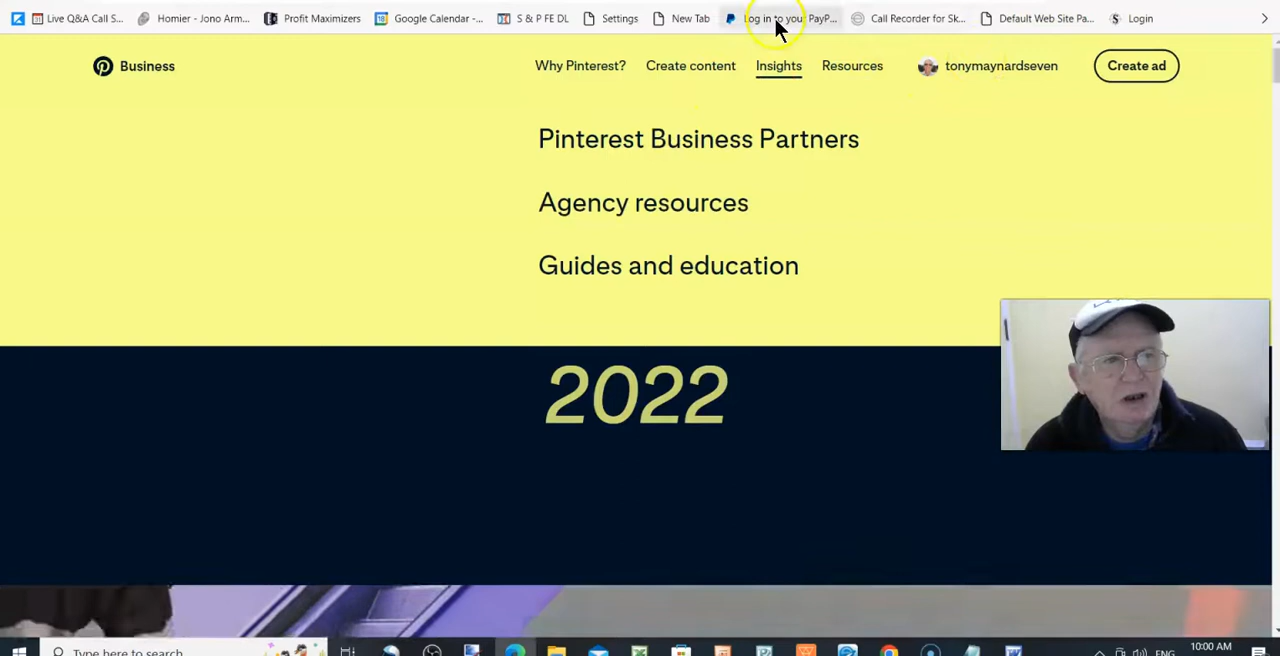 Live Q&A Call S...
Homier - Jono Arm...
Profit Maximizers
Google Calendar -...
S & P FE DL
Settings
New Tab
Log in to your PayP...
Call Recorder for Sk...
Default Web Site Pa...
Login
Business
Why Pinterest?
Create content
Insights
Resources
tonymaynardseven
Create ad
Pinterest Business Partners
Agency resources
Guides and education
2022
Type here to search
ENG
10:00 AM